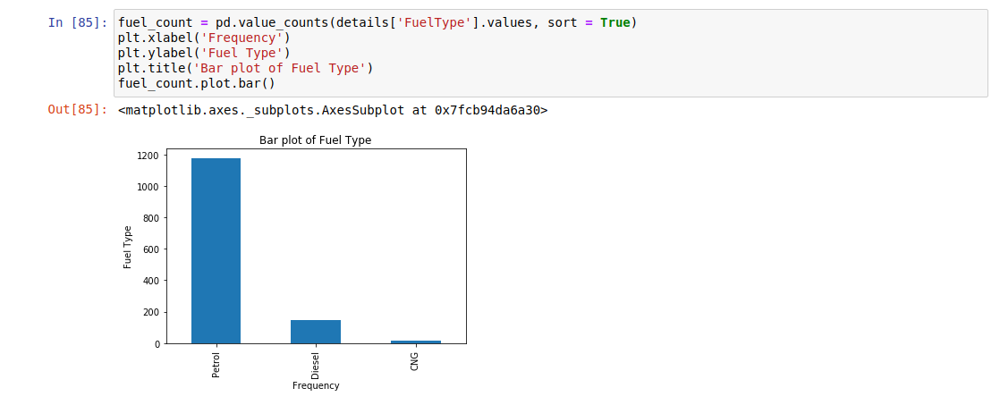 In [85]: fuel_count = pd.value_counts(details['FuelType'].values, sort = True)
plt.xlabel('Frequency')
plt.ylabel('Fuel Type')
plt.title('Bar plot of Fuel Type')
fuel_count.plot.bar()
Out[85]: <matplotlib.axes._subplots.AxesSubplot at 0x7fcb94da6a30>
Bar plot of Fuel Type
1200
1000
800
600
400
200
0
Fuel Type
Petrol
Diesel
CNG
Frequency